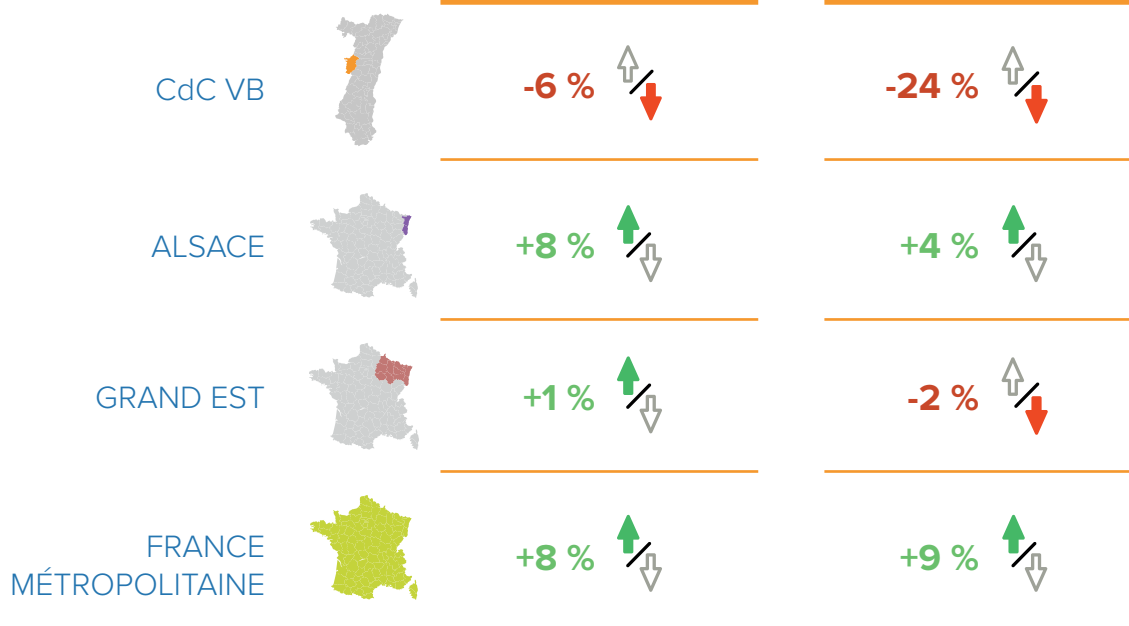 CdC VB
-6 %
-24 %
ALSACE
+8 %
+4 %
GRAND EST
+1 %
-2 %
FRANCE
MÉTROPOLITAINE
+8 %
+9 %